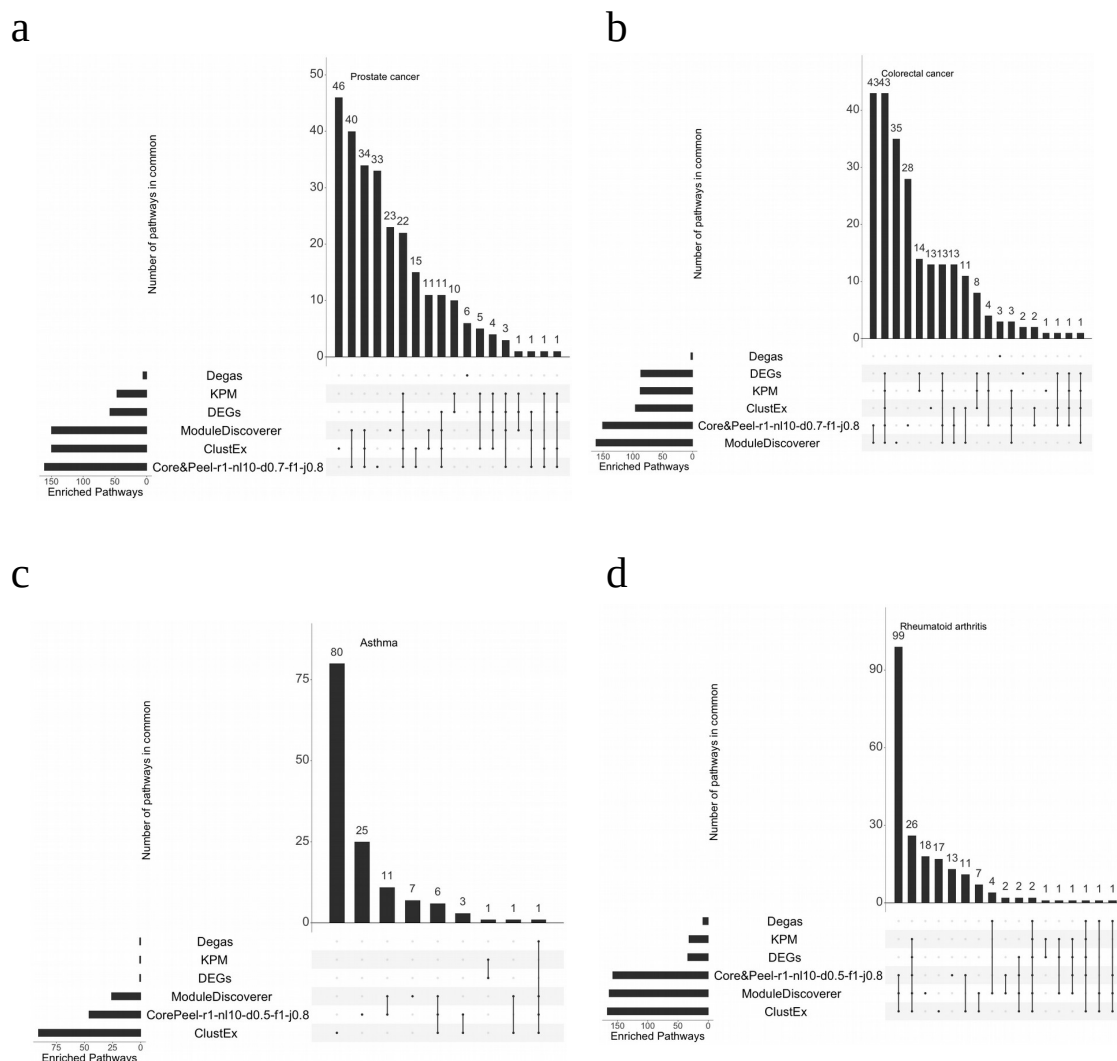 a
Prostate cancer
Number of pathways in common
50
40
30
20
10
0
46
40
34
33
23
22
15
11
11
10
6
5
4
3
1
1
1
1
Degas
KPM
DEGs
ModuleDiscoverer
ClustEx
Core&Peel-r1-nl10-d0.7-f1-j0.8
150 100 50 0
Enriched Pathways
b
Colorectal cancer
Number of pathways in common
40
30
20
10
0
43
43
35
28
14
13
13
13
11
8
4
3
3
2
2
1
1
1
1
Degas
DEGs
KPM
ClustEx
Core&Peel-r1-nl10-d0.7-f1-j0.8
ModuleDiscoverer
150 100 50 0
Enriched Pathways
c
Asthma
Number of pathways in common
75
50
25
0
80
25
11
7
6
3
1
1
1
Degas
KPM
DEGs
ModuleDiscoverer
CorePeel-r1-nl10-d0.5-f1-j0.8
ClustEx
75 50 25 0
Enriched Pathways
d
Rheumatoid arthritis
Number of pathways in common
90
60
30
0
99
26
18
17
13
11
7
4
2
2
2
1
1
1
1
1
1
Degas
KPM
DEGs
Core&Peel-r1-nl10-d0.5-f1-j0.8
ModuleDiscoverer
ClustEx
150 100 50 0
Enriched Pathways